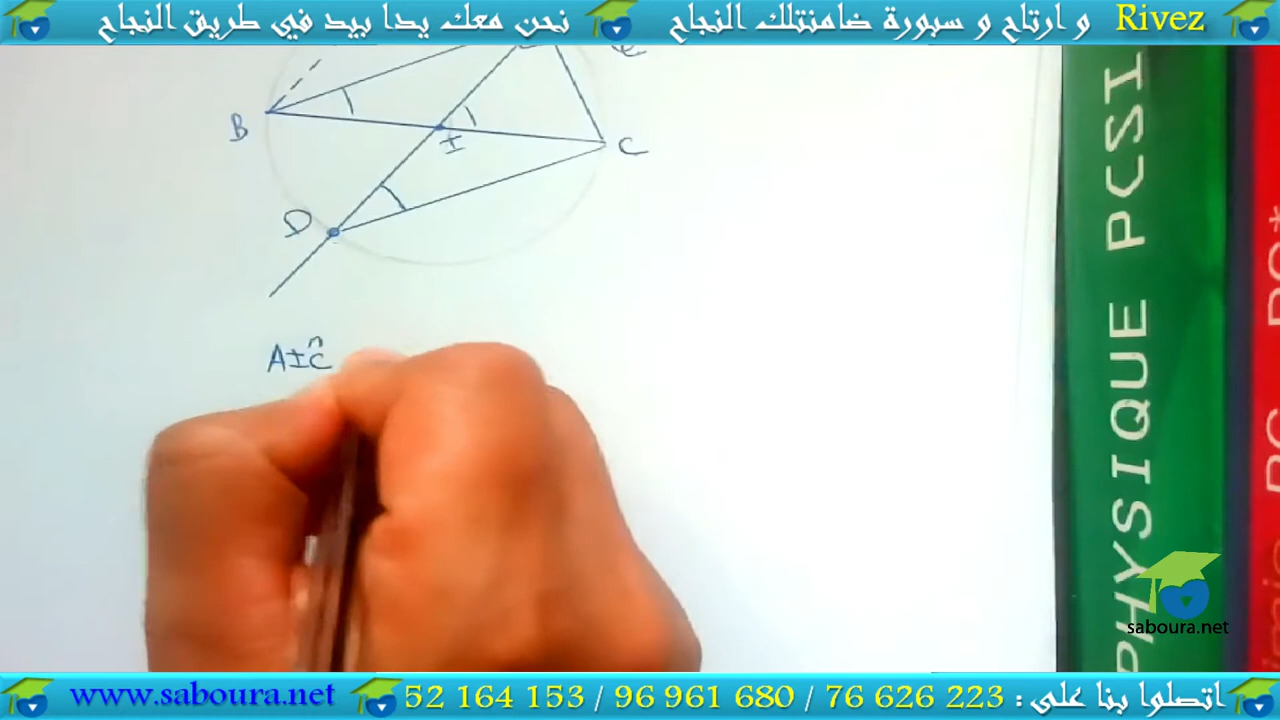 نحن معك يدا بيد في طريق النجاح و ارتاح و سبورة ضامنتلك النجاح Rivez
B
I
C
D
AIĈ
PHYSIQUE PCSI
saboura.net
www.saboura.net 52 164 153 / 96 961 680 / 76 626 223 : اتصلوا بنا على